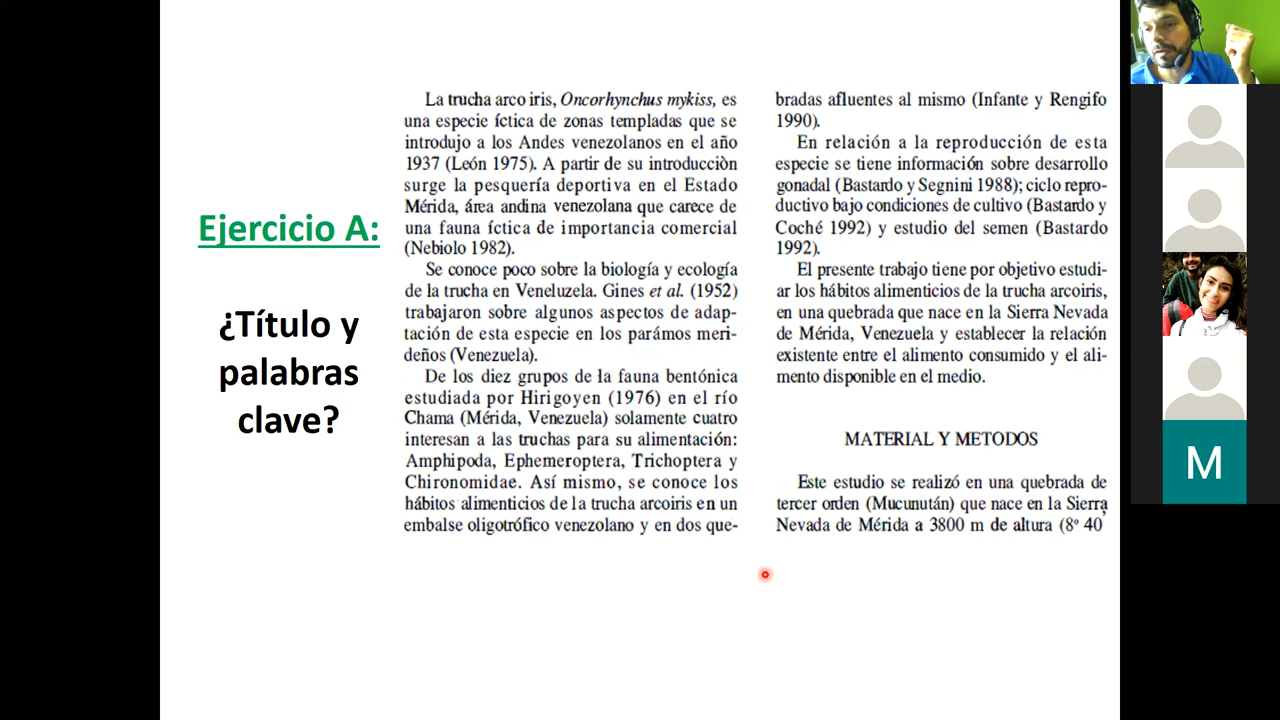 Ejercicio A:
¿Título y
palabras
clave?
La trucha arco iris, Oncorhynchus mykiss, es
una especie íctica de zonas templadas que se
introdujo a los Andes venezolanos en el año
1937 (León 1975). A partir de su introducciòn
surge la pesquería deportiva en el Estado
Mérida, área andina venezolana que carece de
una fauna íctica de importancia comercial
(Nebiolo 1982).
Se conoce poco sobre la biología y ecología
de la trucha en Veneluzela. Gines et al. (1952)
trabajaron sobre algunos aspectos de adap-
tación de esta especie en los parámos meri-
deños (Venezuela).
De los diez grupos de la fauna bentónica
estudiada por Hirigoyen (1976) en el río
Chama (Mérida, Venezuela) solamente cuatro
interesan a las truchas para su alimentación:
Amphipoda, Ephemeroptera, Trichoptera y
Chironomidae. Así mismo, se conoce los
hábitos alimenticios de la trucha arcoiris en un
embalse oligotrófico venezolano y en dos que-
bradas afluentes al mismo (Infante y Rengifo
1990).
En relación a la reproducción de esta
especie se tiene información sobre desarrollo
gonadal (Bastardo y Segnini 1988); ciclo repro-
ductivo bajo condiciones de cultivo (Bastardo y
Coché 1992) y estudio del semen (Bastardo
1992).
El presente trabajo tiene por objetivo estudi-
ar los hábitos alimenticios de la trucha arcoiris,
en una quebrada que nace en la Sierra Nevada
de Mérida, Venezuela y establecer la relación
existente entre el alimento consumido y el ali-
mento disponible en el medio.
MATERIAL Y METODOS
Este estudio se realizó en una quebrada de
tercer orden (Mucunután) que nace en la Sierra
Nevada de Mérida a 3800 m de altura (8º 40'
M